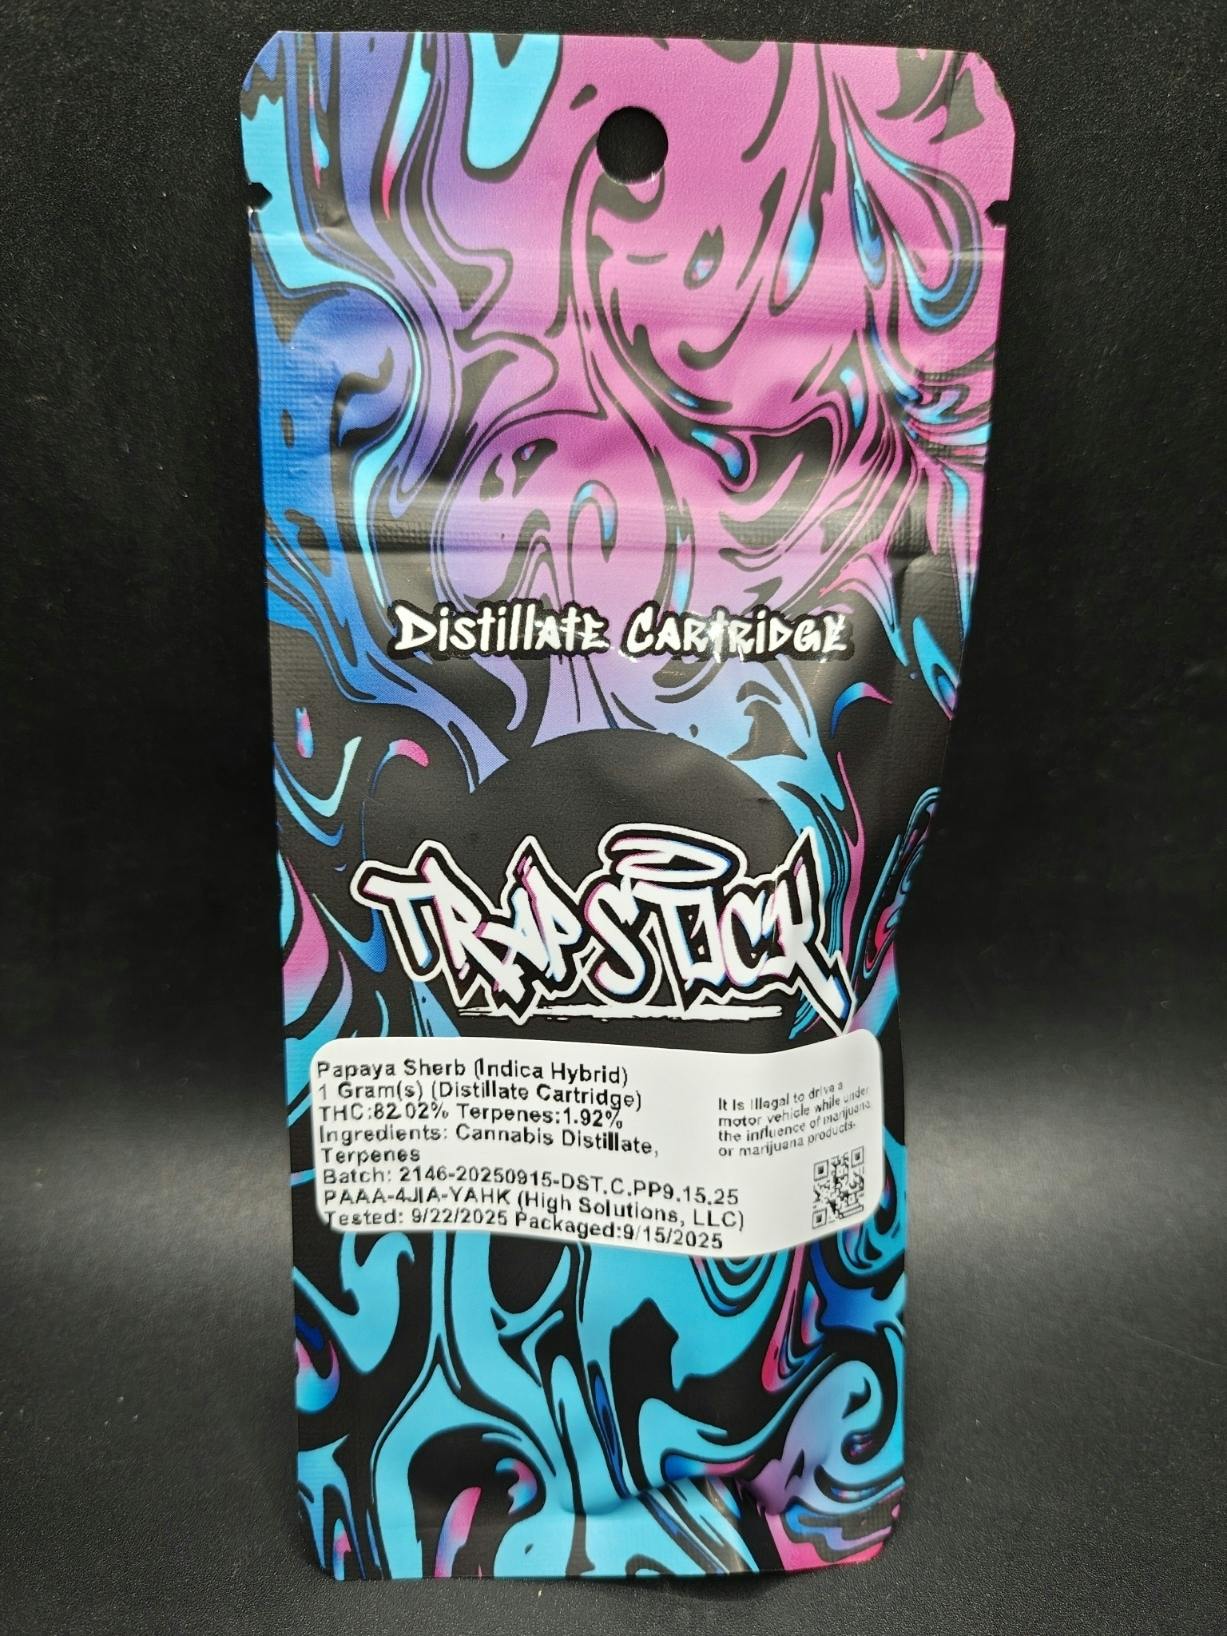 Distillate Cartridge
TRAP STICK
Papaya Sherb (Indica Hybrid)
1 Gram(s) (Distillate Cartridge)
THC:82.02% Terpenes:1.92%
Ingredients: Cannabis Distillate,
Terpenes
Batch: 2146-20250915-DST.C.PP9.15.25
PAAA-4JIA-YAHK (High Solutions, LLC)
Tested: 9/22/2025 Packaged:9/15/2025
It Is Illegal to drive a
motor vehicle while under
the influence of marijuana
or marijuana products.